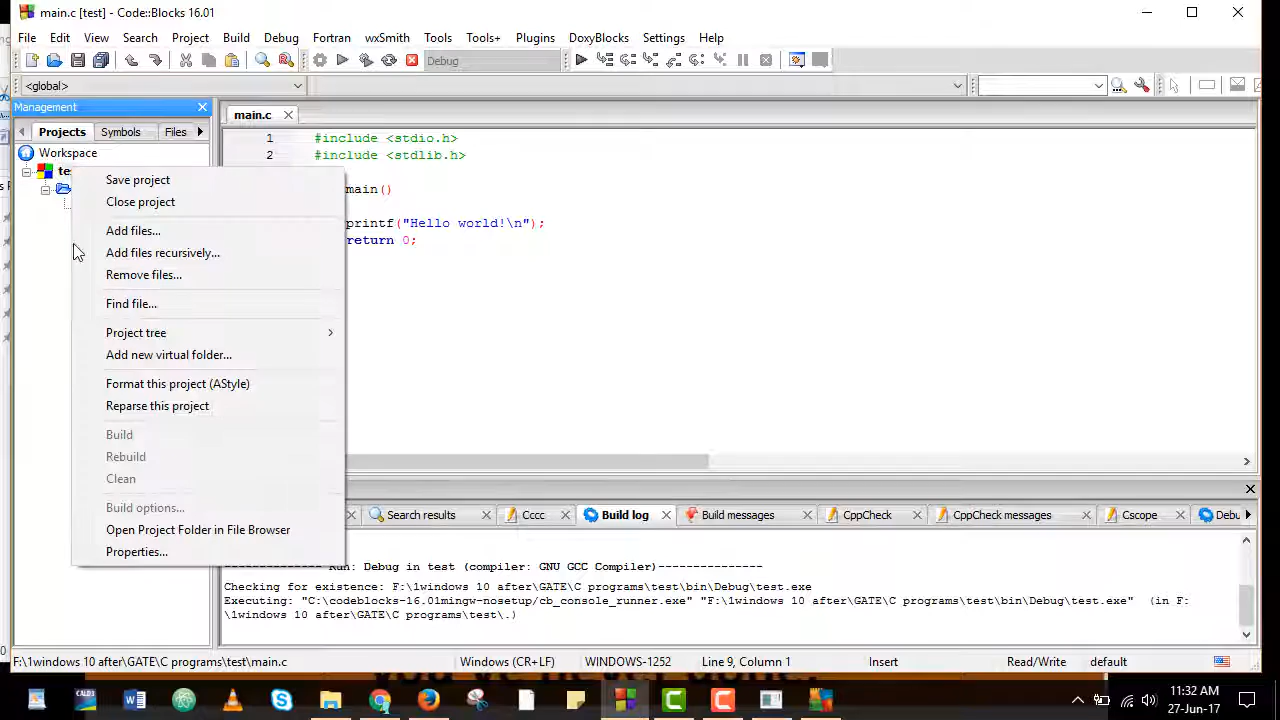 main.c [test] - Code::Blocks 16.01
File Edit View Search Project Build Debug Fortran wxSmith Tools Tools+ Plugins DoxyBlocks Settings Help
Debug
<global>
Management
main.c
Projects Symbols Files
Workspace
Save project
Close project
Add files...
Add files recursively...
Remove files...
Find file...
Project tree
Add new virtual folder...
Format this project (AStyle)
Reparse this project
Build
Rebuild
Clean
Build options...
Open Project Folder in File Browser
Properties...
1 #include <stdio.h>
2 #include <stdlib.h>
main()
printf("Hello world!\n");
return 0;
Search results Cccc Build log Build messages CppCheck CppCheck messages Cscope Debu
Run: Debug in test (compiler: GNU GCC Compiler)---------------
Checking for existence: F:\1windows 10 after\GATE\C programs\test\bin\Debug\test.exe
Executing: "C:\codeblocks-16.01mingw-nosetup/cb_console_runner.exe" "F:\1windows 10 after\GATE\C programs\test\bin\Debug\test.exe" (in F:
\1windows 10 after\GATE\C programs\test\.)
F:\1windows 10 after\GATE\C programs\test\main.c Windows (CR+LF) WINDOWS-1252 Line 9, Column 1 Insert Read/Write default
11:32 AM
27-Jun-17